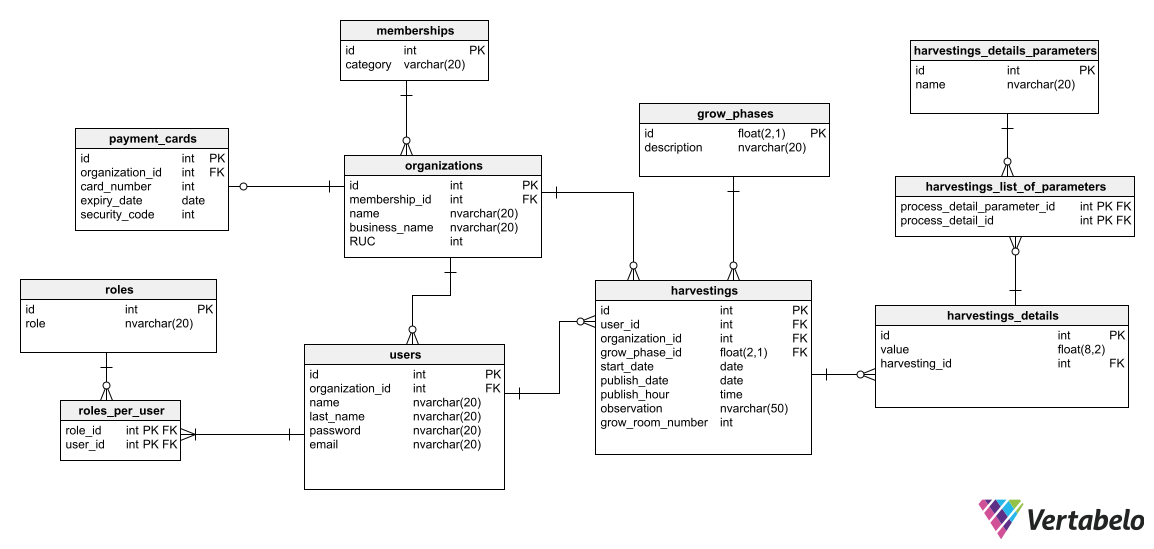 memberships
id int PK
category varchar(20)
payment_cards
id int PK
organization_id int FK
card_number int
expiry_date date
security_code int
organizations
id int PK
membership_id int FK
name nvarchar(20)
business_name nvarchar(20)
RUC int
roles
id int PK
role nvarchar(20)
roles_per_user
role_id int PK FK
user_id int PK FK
users
id int PK
organization_id int FK
name nvarchar(20)
last_name nvarchar(20)
password nvarchar(20)
email nvarchar(20)
grow_phases
id float(2,1) PK
description nvarchar(20)
harvestings
id int PK
user_id int FK
organization_id int FK
grow_phase_id float(2,1) FK
start_date date
publish_date date
publish_hour time
observation nvarchar(50)
grow_room_number int
harvestings_details_parameters
id int PK
name nvarchar(20)
harvestings_list_of_parameters
process_detail_parameter_id int PK FK
process_detail_id int PK FK
harvestings_details
id int PK
value float(8,2)
harvesting_id int FK
Vertabelo